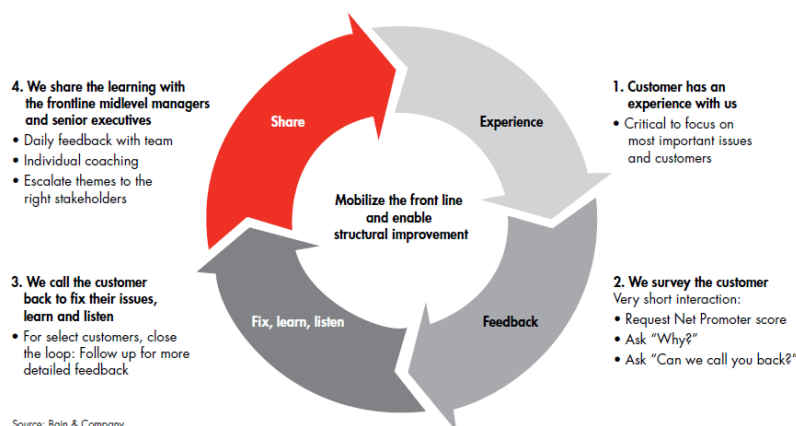 4. We share the learning with
the frontline midlevel managers
and senior executives
• Daily feedback with team
• Individual coaching
• Escalate themes to the
right stakeholders
Share
Experience
1. Customer has an
experience with us
• Critical to focus on
most important issues
and customers
Mobilize the front line
and enable
structural improvement
3. We call the customer
back to fix their issues,
learn and listen
• For select customers, close
the loop: Follow up for more
detailed feedback
Fix, learn, listen
Feedback
2. We survey the customer
Very short interaction:
• Request Net Promoter score
• Ask “Why?”
• Ask “Can we call you back?”
Source: Bain & Company